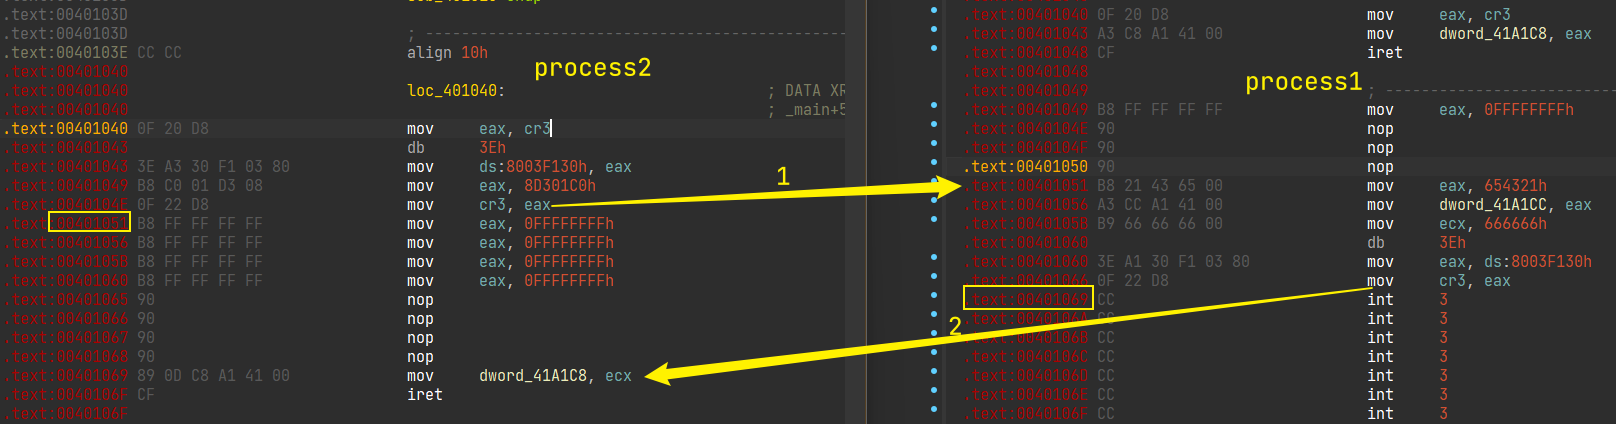 .text:0040103D
.text:0040103D
.text:0040103D ; ------------------------------------------------
.text:0040103E CC CC align 10h
.text:00401040
.text:00401040 loc_401040: ; DATA XR
.text:00401040 ; _main+5
.text:00401040 0F 20 D8 mov eax, cr3
.text:00401043 db 3Eh
.text:00401043 3E A3 30 F1 03 80 mov ds:8003F130h, eax
.text:00401049 B8 C0 01 D3 08 mov eax, 8D301C0h
.text:0040104E 0F 22 D8 mov cr3, eax
.text:00401051 B8 FF FF FF FF mov eax, 0FFFFFFFFh
.text:00401056 B8 FF FF FF FF mov eax, 0FFFFFFFFh
.text:0040105B B8 FF FF FF FF mov eax, 0FFFFFFFFh
.text:00401060 B8 FF FF FF FF mov eax, 0FFFFFFFFh
.text:00401065 90 nop
.text:00401066 90 nop
.text:00401067 90 nop
.text:00401068 90 nop
.text:00401069 89 0D C8 A1 41 00 mov dword_41A1C8, ecx
.text:0040106F CF iret
.text:0040106F
process2
1
2
.text:00401040 0F 20 D8 mov eax, cr3
.text:00401043 A3 C8 A1 41 00 mov dword_41A1C8, eax
.text:00401048 CF iret
.text:00401048
.text:00401049 ; --------------------------
.text:00401049 B8 FF FF FF FF mov eax, 0FFFFFFFFh
.text:0040104E 90 nop
.text:0040104F 90 nop
.text:00401050 90 nop
.text:00401051 B8 21 43 65 00 mov eax, 654321h
.text:00401056 A3 CC A1 41 00 mov dword_41A1CC, eax
.text:0040105B B9 66 66 66 00 mov ecx, 666666h
.text:00401060 db 3Eh
.text:00401060 3E A1 30 F1 03 80 mov eax, ds:8003F130h
.text:00401066 0F 22 D8 mov cr3, eax
.text:00401069 CC int 3
.text:0040106A CC int 3
.text:0040106B CC int 3
.text:0040106C CC int 3
.text:0040106D CC int 3
.text:0040106E CC int 3
.text:0040106F CC int 3
process1